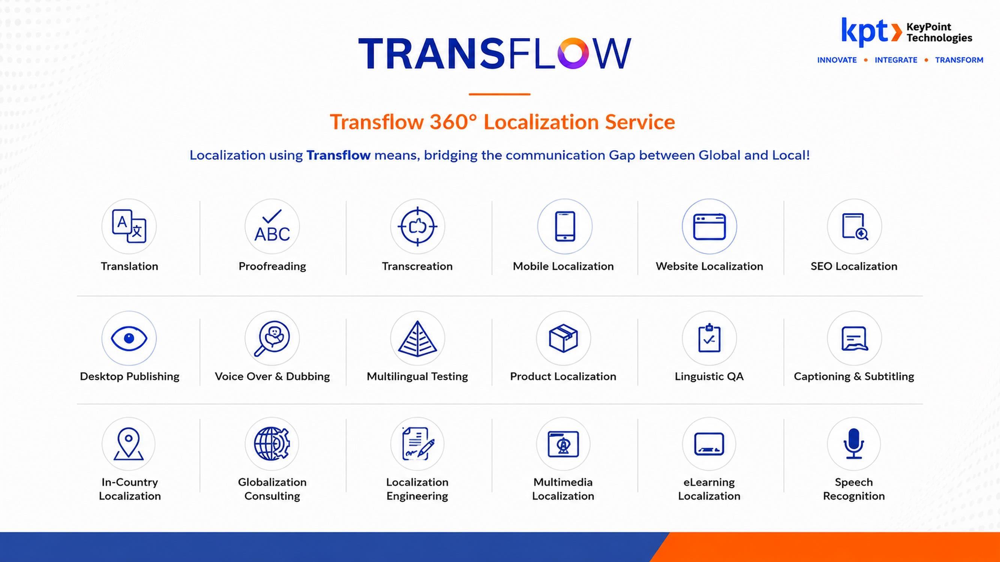 kpt
KeyPoint
Technologies
INNOVATE • INTEGRATE • TRANSFORM
TRANSFLOW
Transflow 360° Localization Service
Localization using Transflow means, bridging the communication Gap between Global and Local!
A
文
ABC
Translation
Proofreading
Transcreation
Mobile Localization
Website Localization
SEO Localization
Desktop Publishing
Voice Over & Dubbing
Multilingual Testing
Product Localization
Linguistic QA
Captioning & Subtitling
In-Country
Localization
Globalization
Consulting
Localization
Engineering
Multimedia
Localization
eLearning
Localization
Speech
Recognition